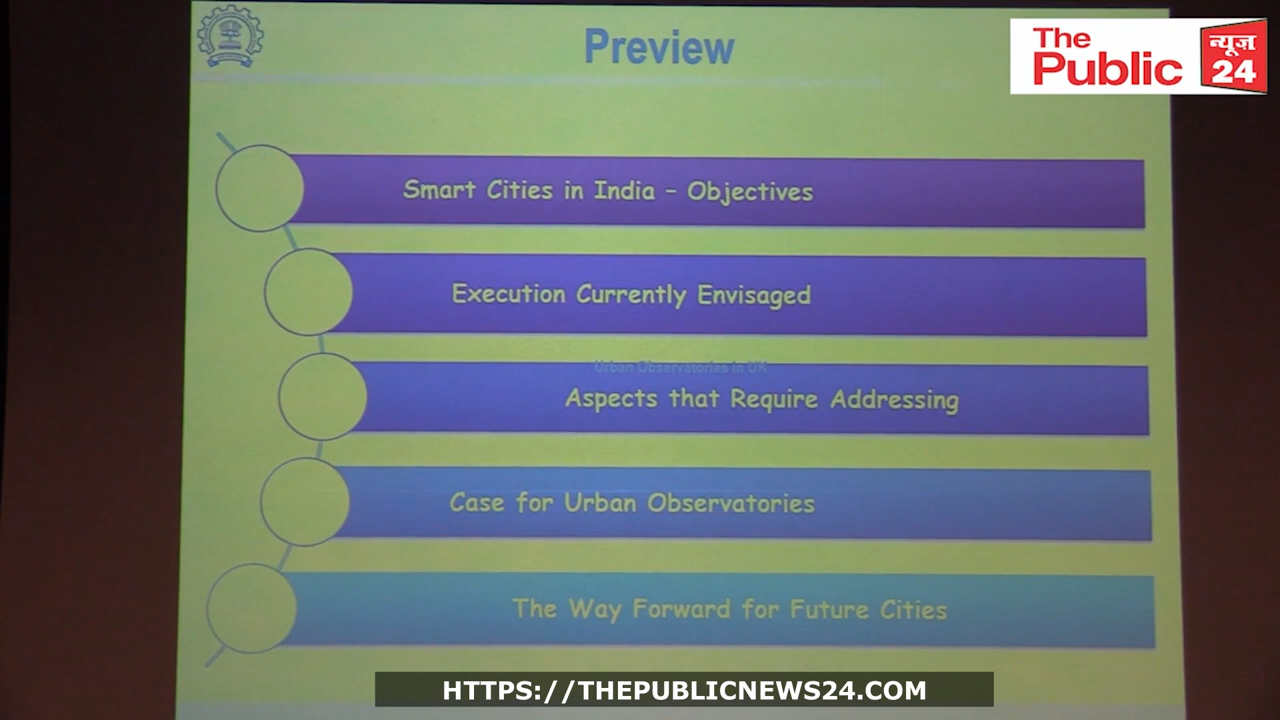 Preview
The
Public
न्यूज़
24
Smart Cities in India – Objectives
Execution Currently Envisaged
Urban Observatories in UK
Aspects that Require Addressing
Case for Urban Observatories
The Way Forward for Future Cities
HTTPS://THEPUBLICNEWS24.COM